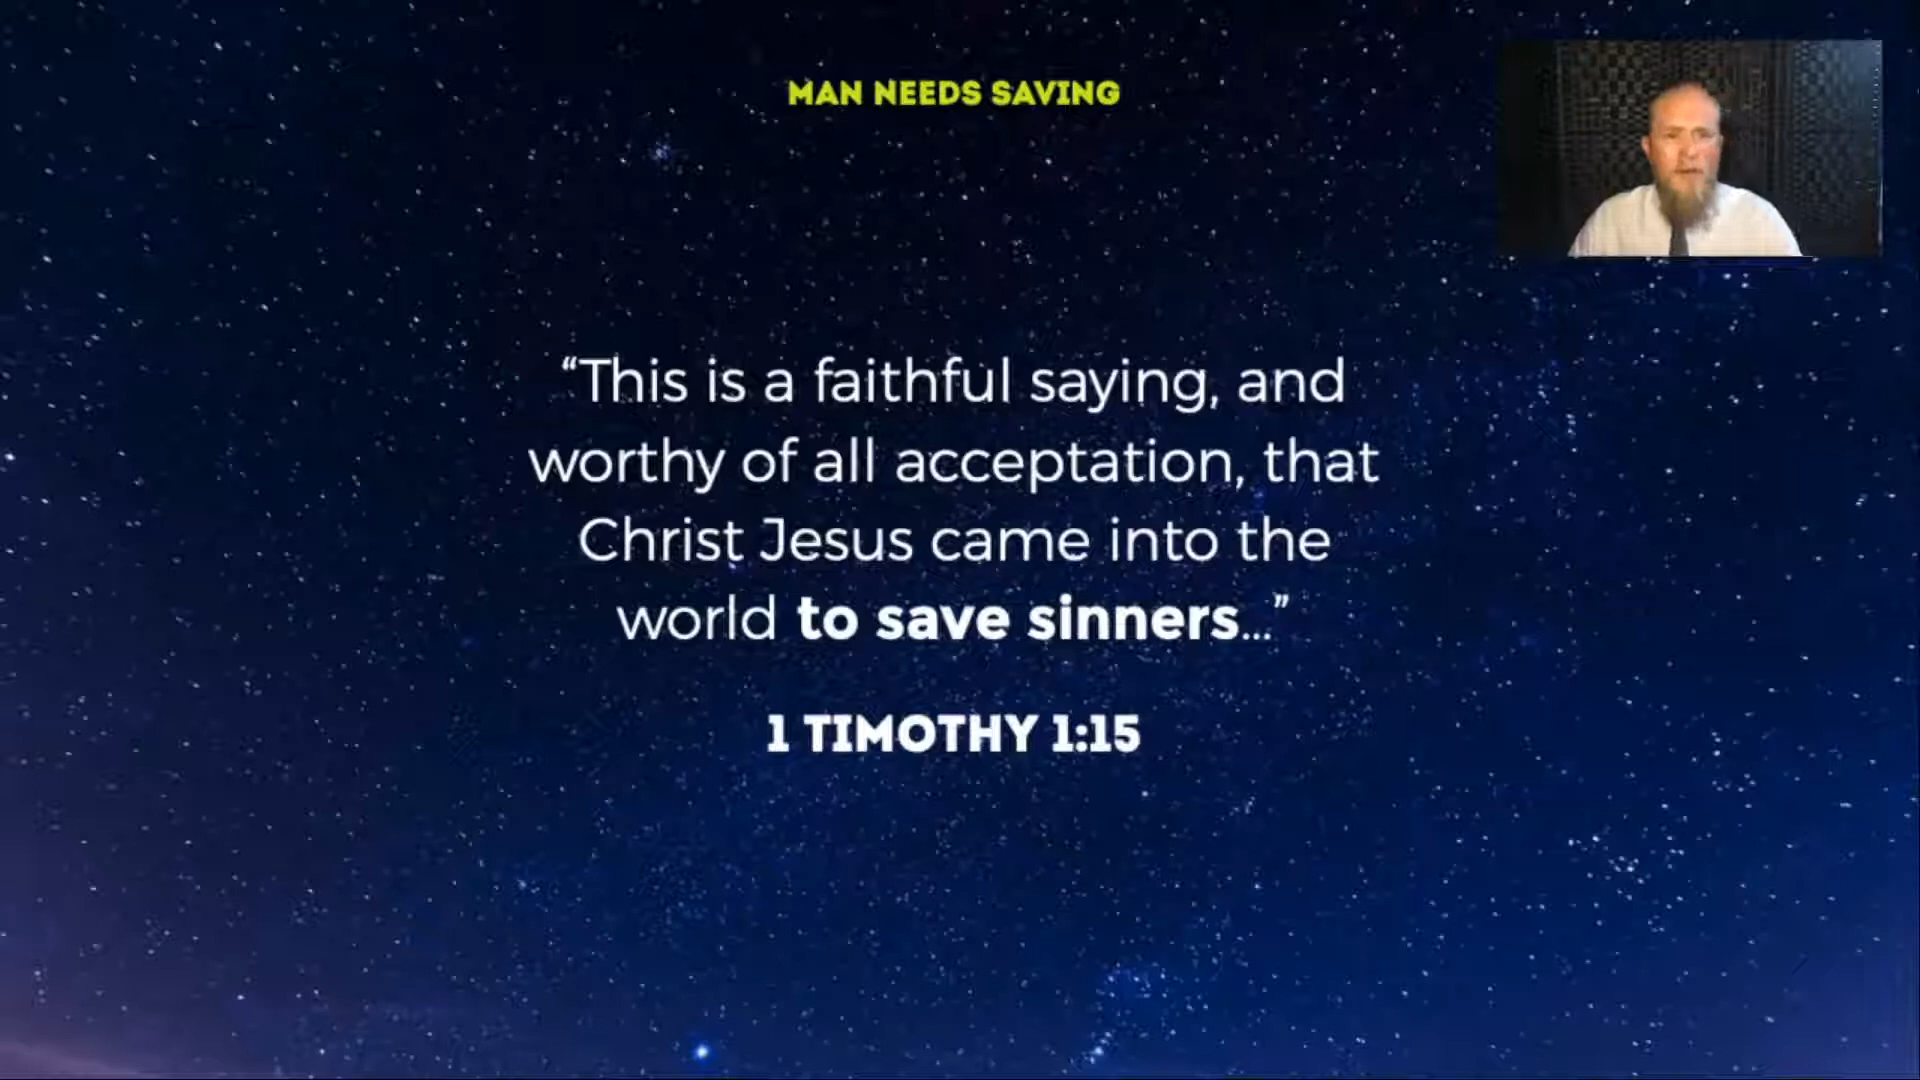 MAN NEEDS SAVING
“This is a faithful saying, and
worthy of all acceptation, that
Christ Jesus came into the
world to save sinners...”
1 TIMOTHY 1:15